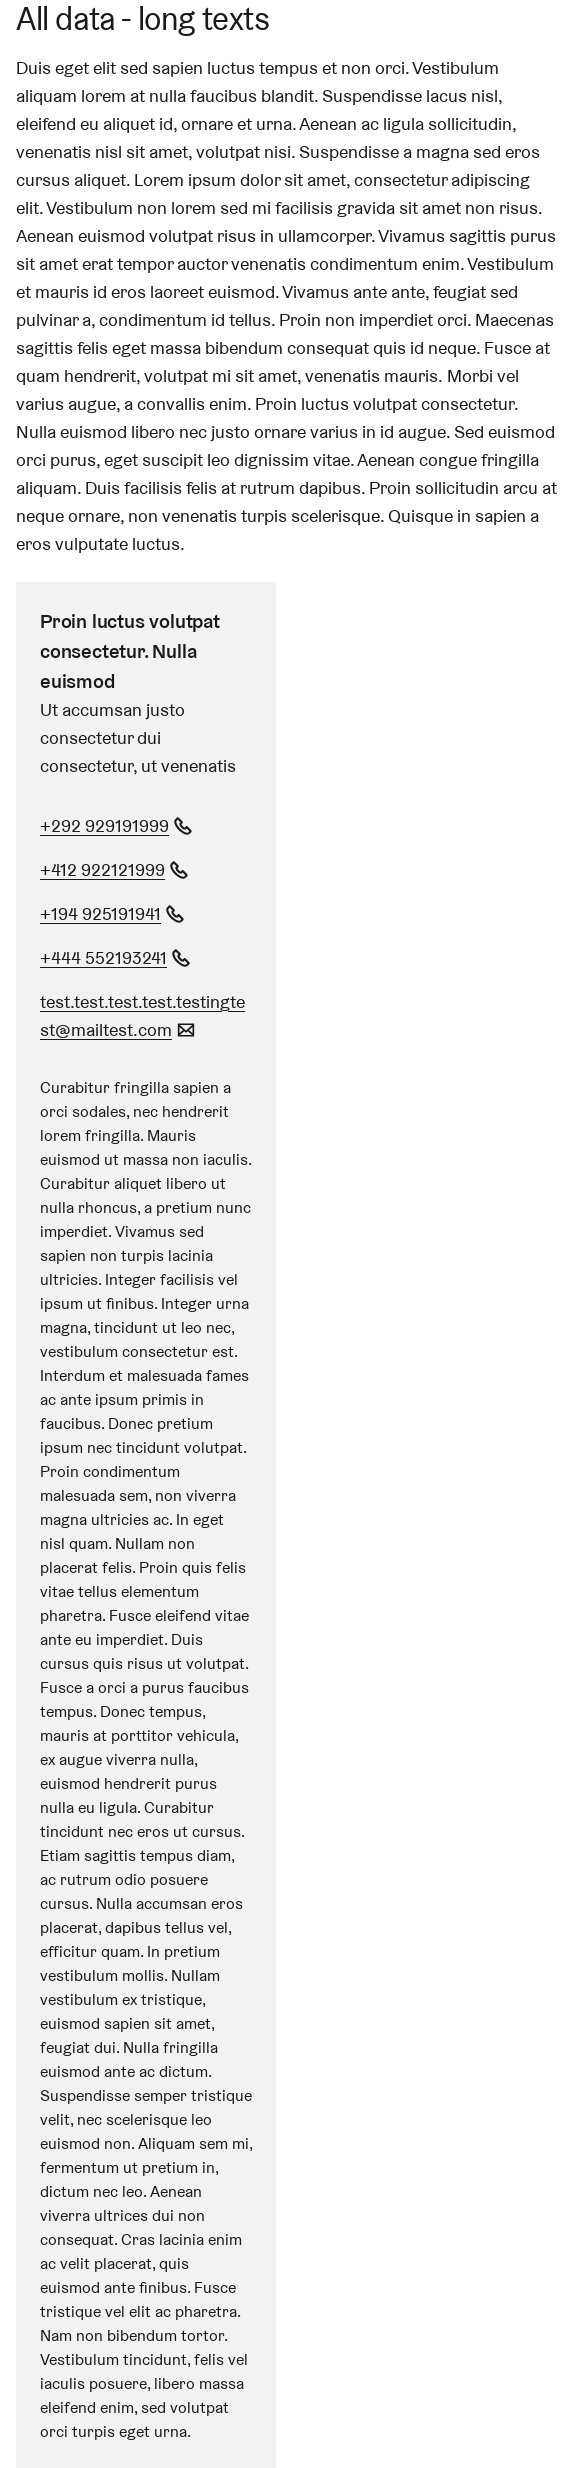 All data - long texts
Duis eget elit sed sapien luctus tempus et non orci. Vestibulum
aliquam lorem at nulla faucibus blandit. Suspendisse lacus nisl,
eleifend eu aliquet id, ornare et urna. Aenean ac ligula sollicitudin,
venenatis nisl sit amet, volutpat nisi. Suspendisse a magna sed eros
cursus aliquet. Lorem ipsum dolor sit amet, consectetur adipiscing
elit. Vestibulum non lorem sed mi facilisis gravida sit amet non risus.
Aenean euismod volutpat risus in ullamcorper. Vivamus sagittis purus
sit amet erat tempor auctor venenatis condimentum enim. Vestibulum
et mauris id eros laoreet euismod. Vivamus ante ante, feugiat sed
pulvinar a, condimentum id tellus. Proin non imperdiet orci. Maecenas
sagittis felis eget massa bibendum consequat quis id neque. Fusce at
quam hendrerit, volutpat mi sit amet, venenatis mauris. Morbi vel
varius augue, a convallis enim. Proin luctus volutpat consectetur.
Nulla euismod libero nec justo ornare varius in id augue. Sed euismod
orci purus, eget suscipit leo dignissim vitae. Aenean congue fringilla
aliquam. Duis facilisis felis at rutrum dapibus. Proin sollicitudin arcu at
neque ornare, non venenatis turpis scelerisque. Quisque in sapien a
eros vulputate luctus.
Proin luctus volutpat
consectetur. Nulla
euismod
Ut accumsan justo
consectetur dui
consectetur, ut venenatis
+292 929191999
+412 922121999
+194 925191941
+444 552193241
test.test.test.test.testingte
st@mailtest.com
Curabitur fringilla sapien a
orci sodales, nec hendrerit
lorem fringilla. Mauris
euismod ut massa non iaculis.
Curabitur aliquet libero ut
nulla rhoncus, a pretium nunc
imperdiet. Vivamus sed
sapien non turpis lacinia
ultricies. Integer facilisis vel
ipsum ut finibus. Integer urna
magna, tincidunt ut leo nec,
vestibulum consectetur est.
Interdum et malesuada fames
ac ante ipsum primis in
faucibus. Donec pretium
ipsum nec tincidunt volutpat.
Proin condimentum
malesuada sem, non viverra
magna ultricies ac. In eget
nisl quam. Nullam non
placerat felis. Proin quis felis
vitae tellus elementum
pharetra. Fusce eleifend vitae
ante eu imperdiet. Duis
cursus quis risus ut volutpat.
Fusce a orci a purus faucibus
tempus. Donec tempus,
mauris at porttitor vehicula,
ex augue viverra nulla,
euismod hendrerit purus
nulla eu ligula. Curabitur
tincidunt nec eros ut cursus.
Etiam sagittis tempus diam,
ac rutrum odio posuere
cursus. Nulla accumsan eros
placerat, dapibus tellus vel,
efficitur quam. In pretium
vestibulum mollis. Nullam
vestibulum ex tristique,
euismod sapien sit amet,
feugiat dui. Nulla fringilla
euismod ante ac dictum.
Suspendisse semper tristique
velit, nec scelerisque leo
euismod non. Aliquam sem mi,
fermentum ut pretium in,
dictum nec leo. Aenean
viverra ultrices dui non
consequat. Cras lacinia enim
ac velit placerat, quis
euismod ante finibus. Fusce
tristique vel elit ac pharetra.
Nam non bibendum tortor.
Vestibulum tincidunt, felis vel
iaculis posuere, libero massa
eleifend enim, sed volutpat
orci turpis eget urna.